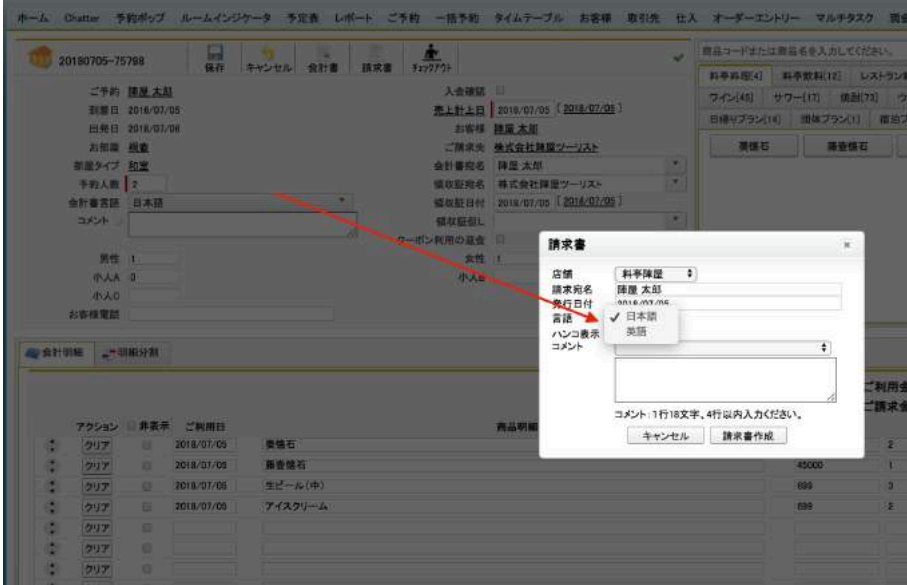 ホーム Chatter 予約ポップ ルームインジケータ 予定表 レポート ご予約 一括予約 タイムテーブル お客様 取引先 仕入 オーダーエントリー マルチタスク
20180705-75798
保存 キャンセル 会計書 請求書 チェックアウト
商品コードまたは商品名を入力してください。
料亭料理[4] 料亭飲料[12] レストラン
ワイン[45] サワー[17] 焼酎[73]
日帰りプラン[14] 団体プラン[1] 宿泊プ
葵懐石 藤壺懐石
ご予約 陣屋 太郎 入金確認
到着日 2018/07/05 売上計上日 2018/07/05 [ 2018/07/05 ]
出発日 2018/07/06 お客様 陣屋 太郎
お部屋 桐壺 ご請求先 株式会社陣屋ツーリスト
部屋タイプ 和室 会計書宛名 陣屋 太郎
予約人数 2 領収証宛名 株式会社陣屋ツーリスト
会計書言語 日本語 領収証日付 2018/07/05 [ 2018/07/05 ]
コメント 領収証但し
クーポン利用の返金
男性 1 女性 1
小人A 0 小人B
小人C
お客様電話
請求書
店舗 料亭陣屋
請求宛名 陣屋 太郎
発行日付 2018/07/05
言語 ✓ 日本語
英語
ハンコ表示
コメント
コメント：1行18文字、4行以内入力ください。
キャンセル 請求書作成
会計明細 明細分割
ご利用金
ご請求金
アクション 非表示 ご利用日 商品明細
クリア 2018/07/05 葵懐石 2
クリア 2018/07/05 藤壺懐石 45000 1
クリア 2018/07/05 生ビール(中) 699 3
クリア 2018/07/05 アイスクリーム 699 2
クリア
クリア
クリア